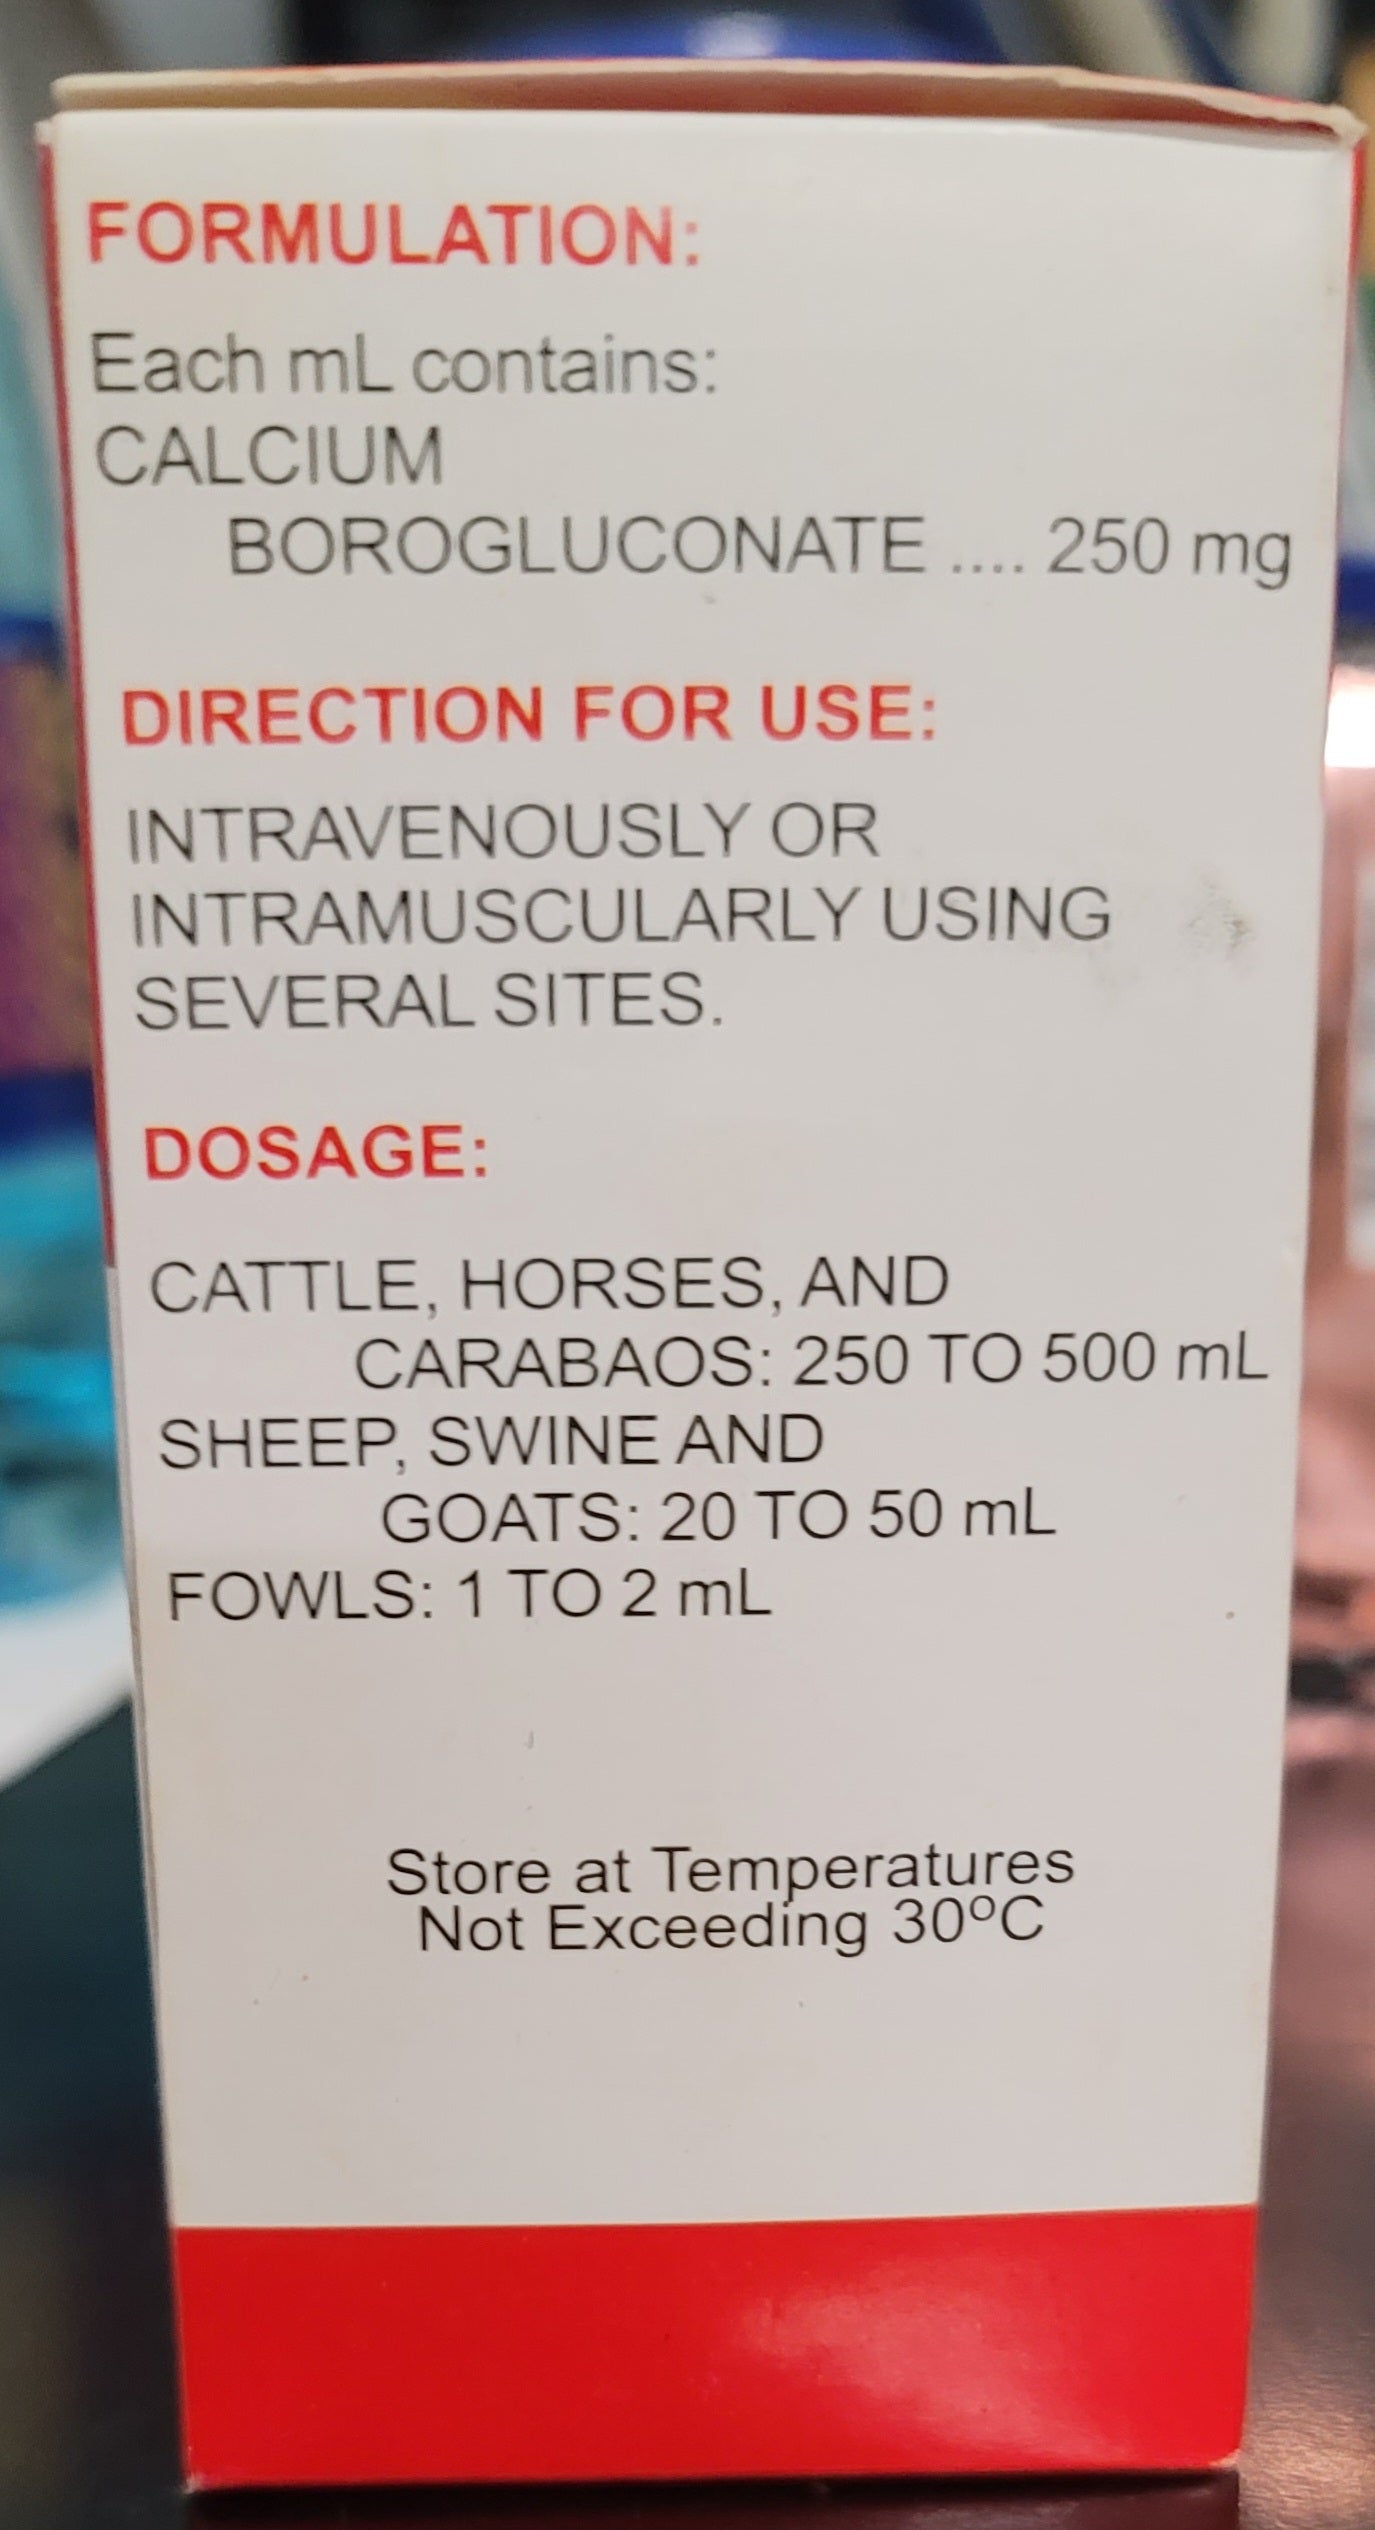 FORMULATION:
Each mL contains:
CALCIUM
BOROGLUCONATE .... 250 mg
DIRECTION FOR USE:
INTRAVENOUSLY OR
INTRAMUSCULARLY USING
SEVERAL SITES.
DOSAGE:
CATTLE, HORSES, AND
CARABAOS: 250 TO 500 mL
SHEEP, SWINE AND
GOATS: 20 TO 50 mL
FOWLS: 1 TO 2 mL
Store at Temperatures
Not Exceeding 30ºC